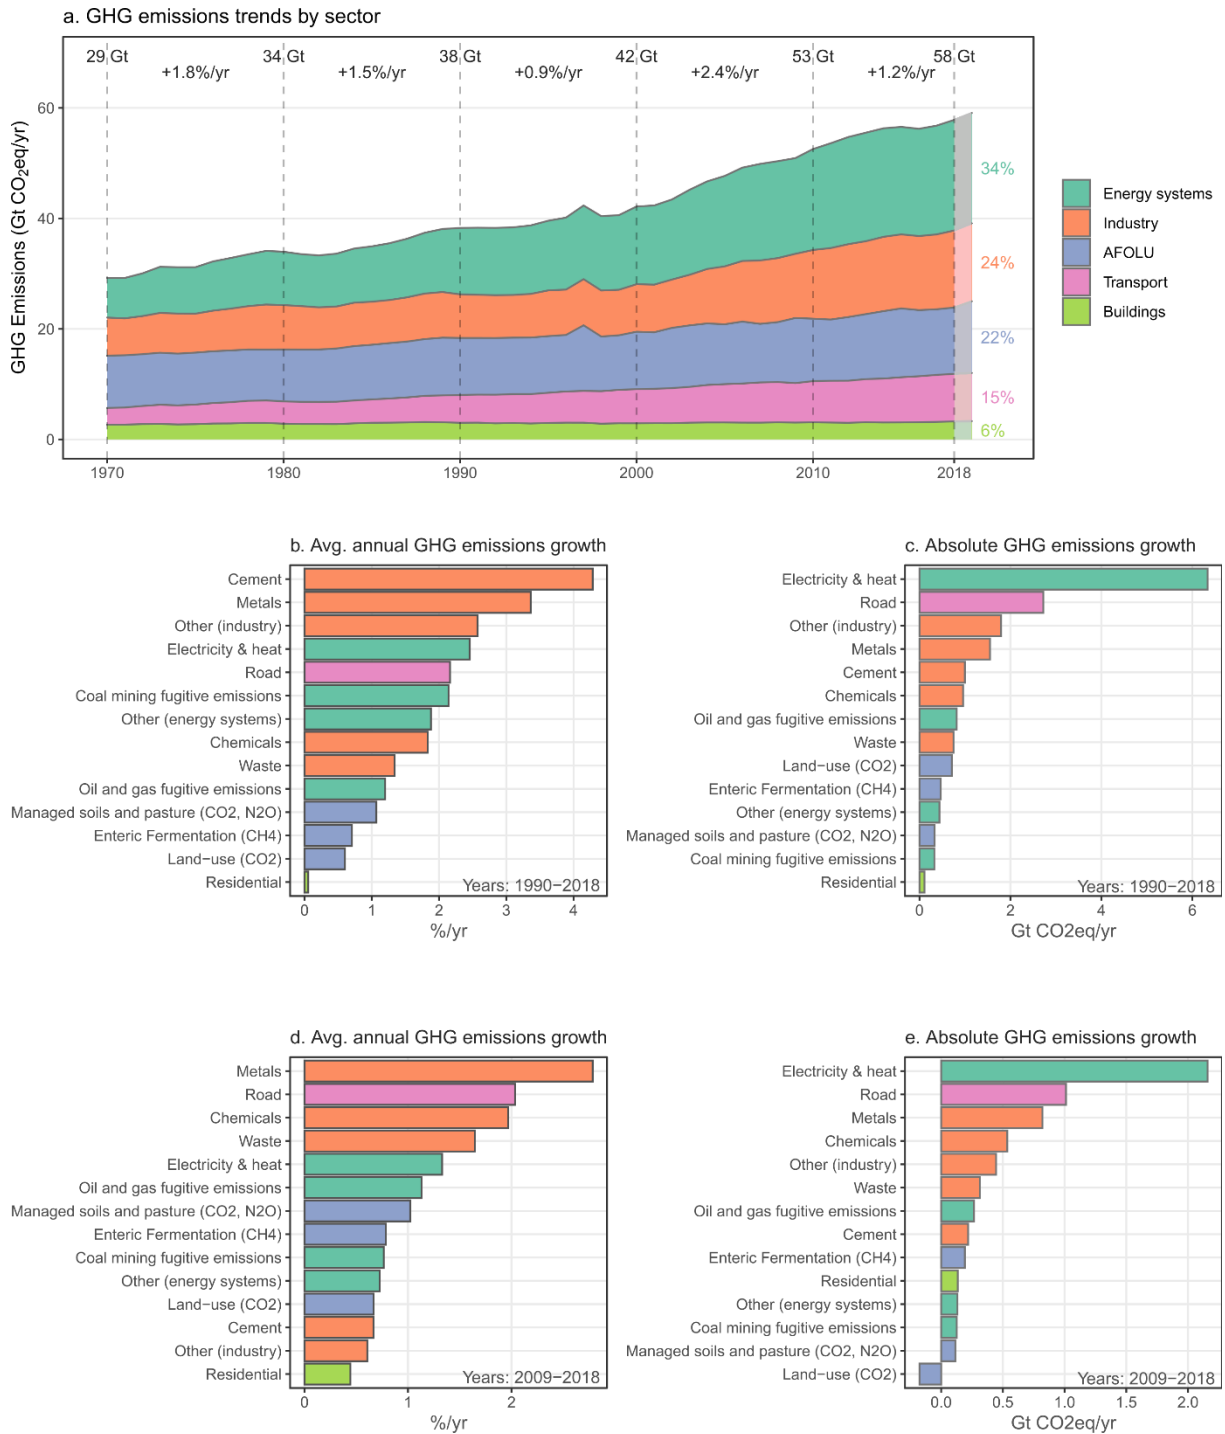 a. GHG emissions trends by sector
29 Gt 34 Gt 38 Gt 42 Gt 53 Gt 58 Gt
+1.8%/yr +1.5%/yr +0.9%/yr +2.4%/yr +1.2%/yr
GHG Emissions (Gt CO₂eq/yr)
60
40
20
0
34%
24%
22%
15%
6%
1970 1980 1990 2000 2010 2018
Energy systems
Industry
AFOLU
Transport
Buildings
b. Avg. annual GHG emissions growth
Cement
Metals
Other (industry)
Electricity & heat
Road
Coal mining fugitive emissions
Other (energy systems)
Chemicals
Waste
Oil and gas fugitive emissions
Managed soils and pasture (CO2, N2O)
Enteric Fermentation (CH4)
Land−use (CO2)
Residential
Years: 1990−2018
0 1 2 3 4
%/yr
c. Absolute GHG emissions growth
Electricity & heat
Road
Other (industry)
Metals
Cement
Chemicals
Oil and gas fugitive emissions
Waste
Land−use (CO2)
Enteric Fermentation (CH4)
Other (energy systems)
Managed soils and pasture (CO2, N2O)
Coal mining fugitive emissions
Residential
Years: 1990−2018
0 2 4 6
Gt CO2eq/yr
d. Avg. annual GHG emissions growth
Metals
Road
Chemicals
Waste
Electricity & heat
Oil and gas fugitive emissions
Managed soils and pasture (CO2, N2O)
Enteric Fermentation (CH4)
Coal mining fugitive emissions
Other (energy systems)
Land−use (CO2)
Cement
Other (industry)
Residential
Years: 2009−2018
0 1 2
%/yr
e. Absolute GHG emissions growth
Electricity & heat
Road
Metals
Chemicals
Other (industry)
Waste
Oil and gas fugitive emissions
Cement
Enteric Fermentation (CH4)
Residential
Other (energy systems)
Coal mining fugitive emissions
Managed soils and pasture (CO2, N2O)
Land−use (CO2)
Years: 2009−2018
0.0 0.5 1.0 1.5 2.0
Gt CO2eq/yr